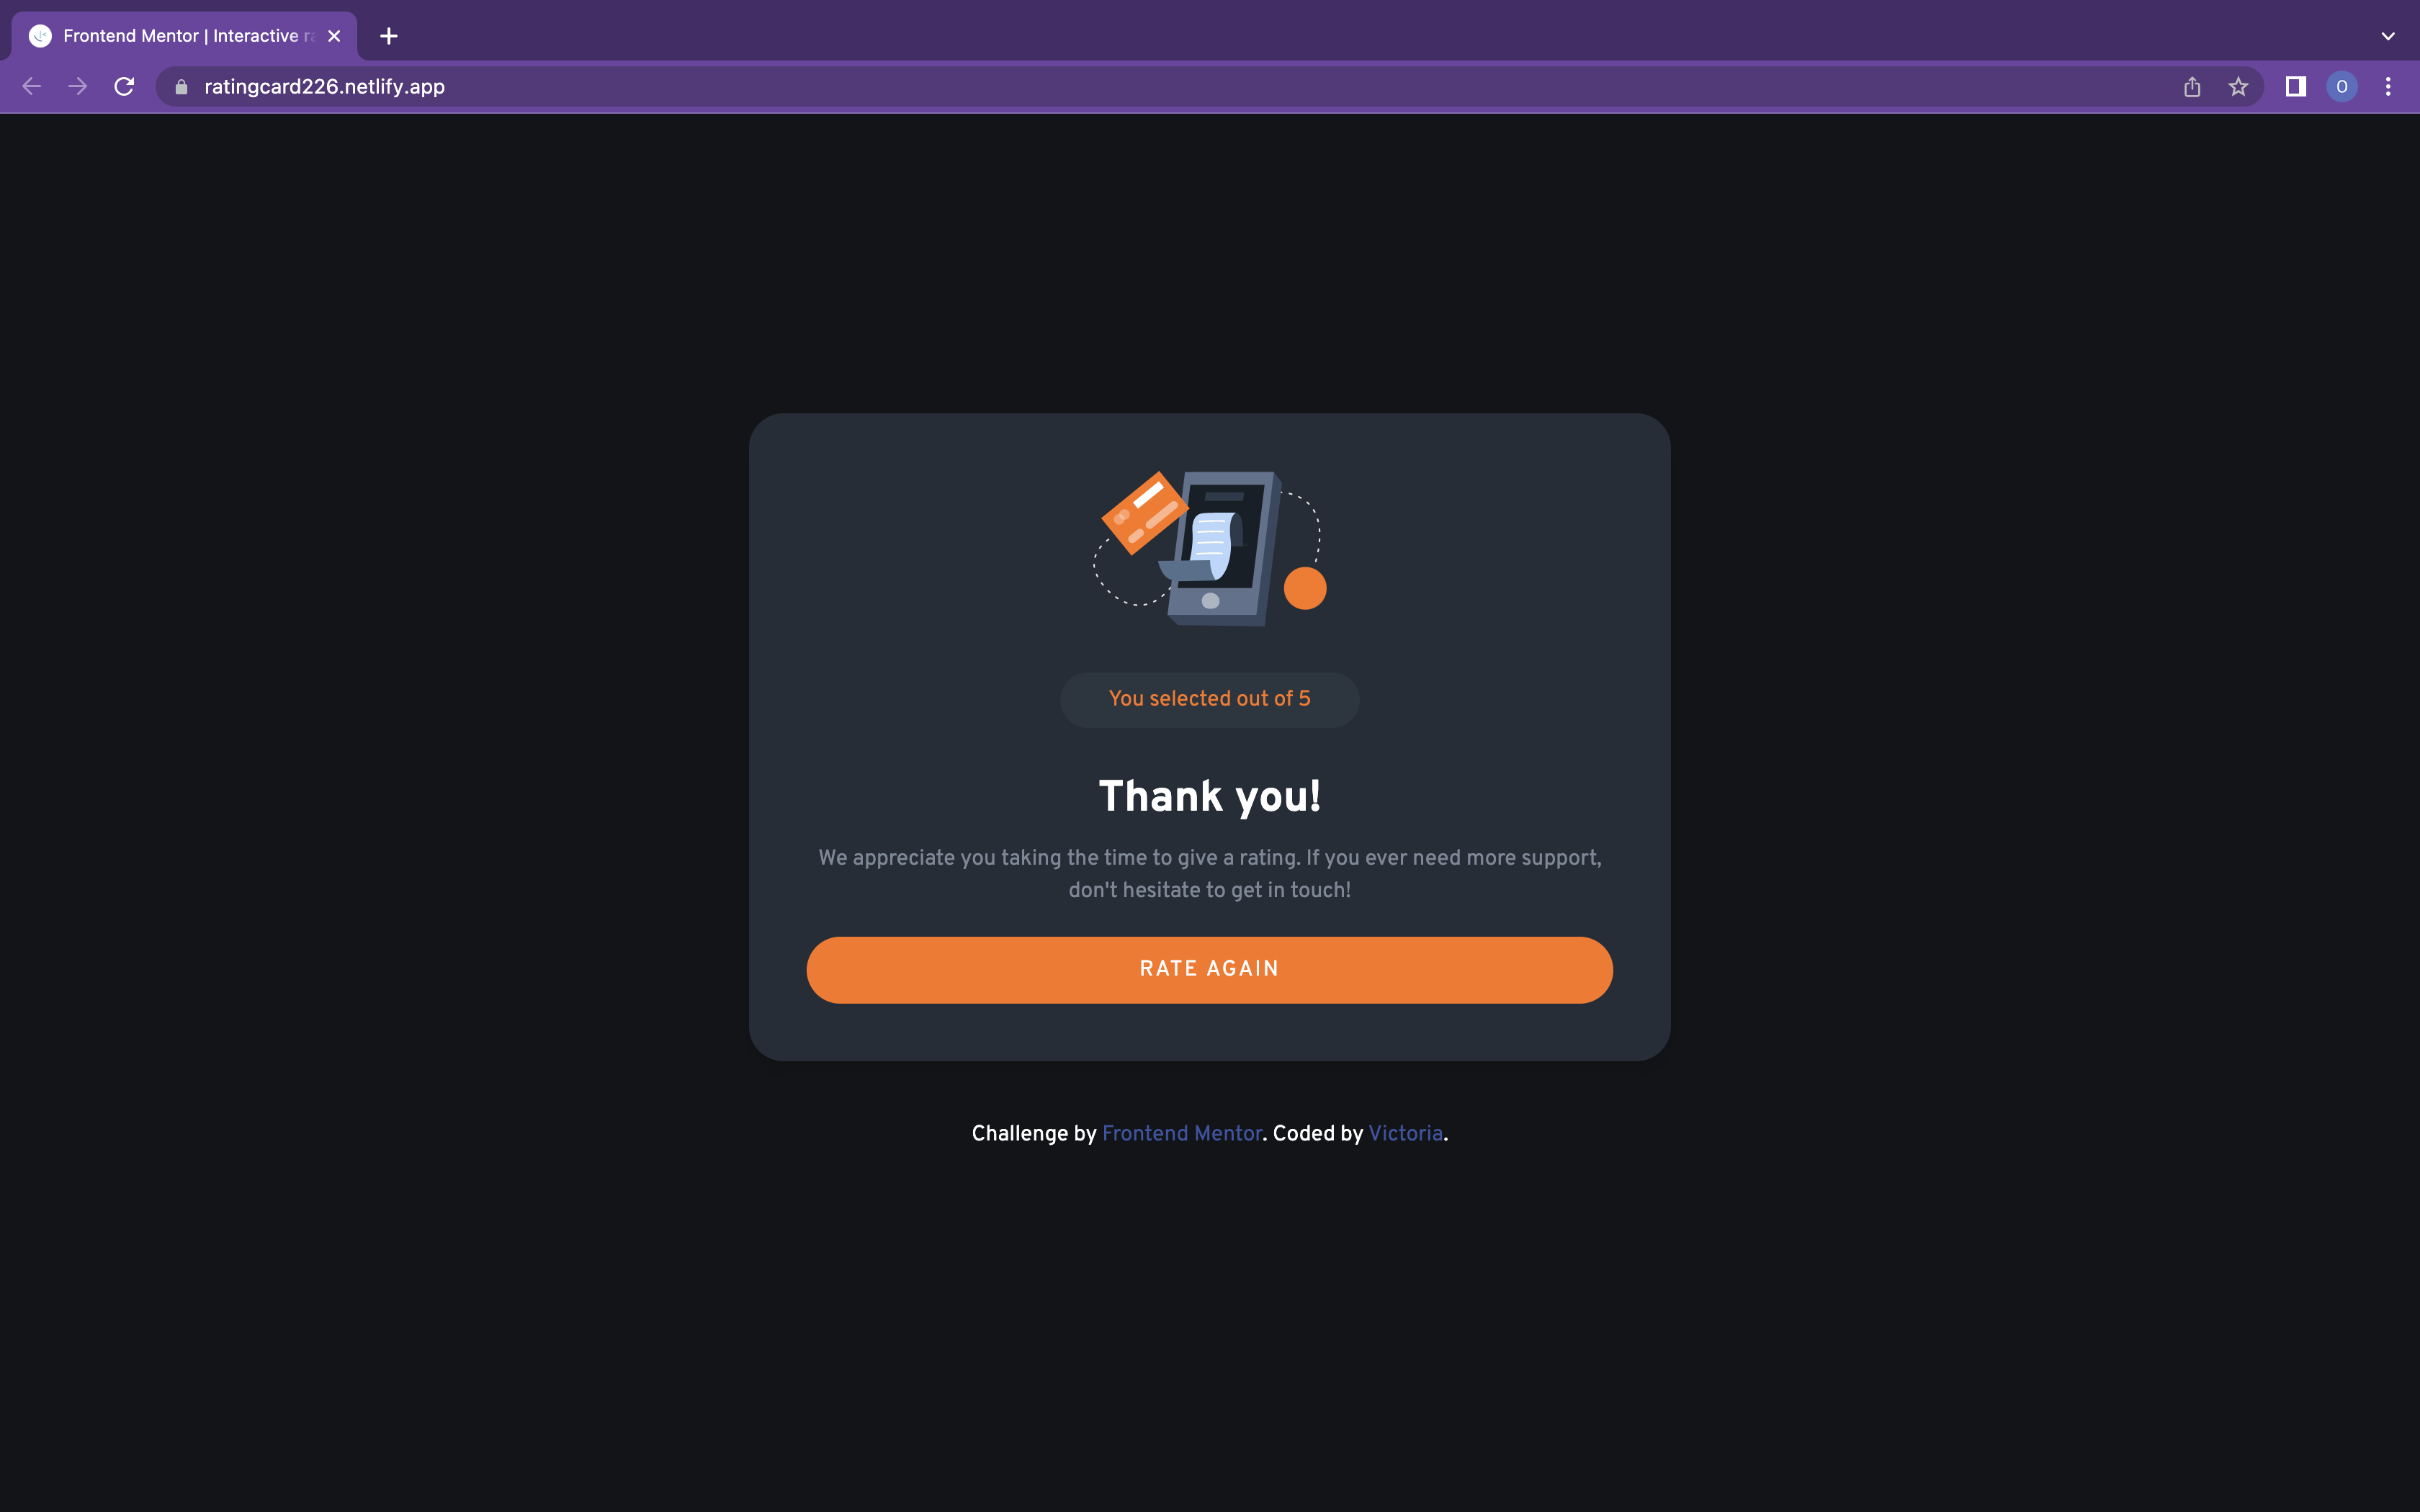 Frontend Mentor | Interactive
ratingcard226.netlify.app
O
You selected out of 5
Thank you!
We appreciate you taking the time to give a rating. If you ever need more support,
don't hesitate to get in touch!
RATE AGAIN
Challenge by Frontend Mentor. Coded by Victoria.